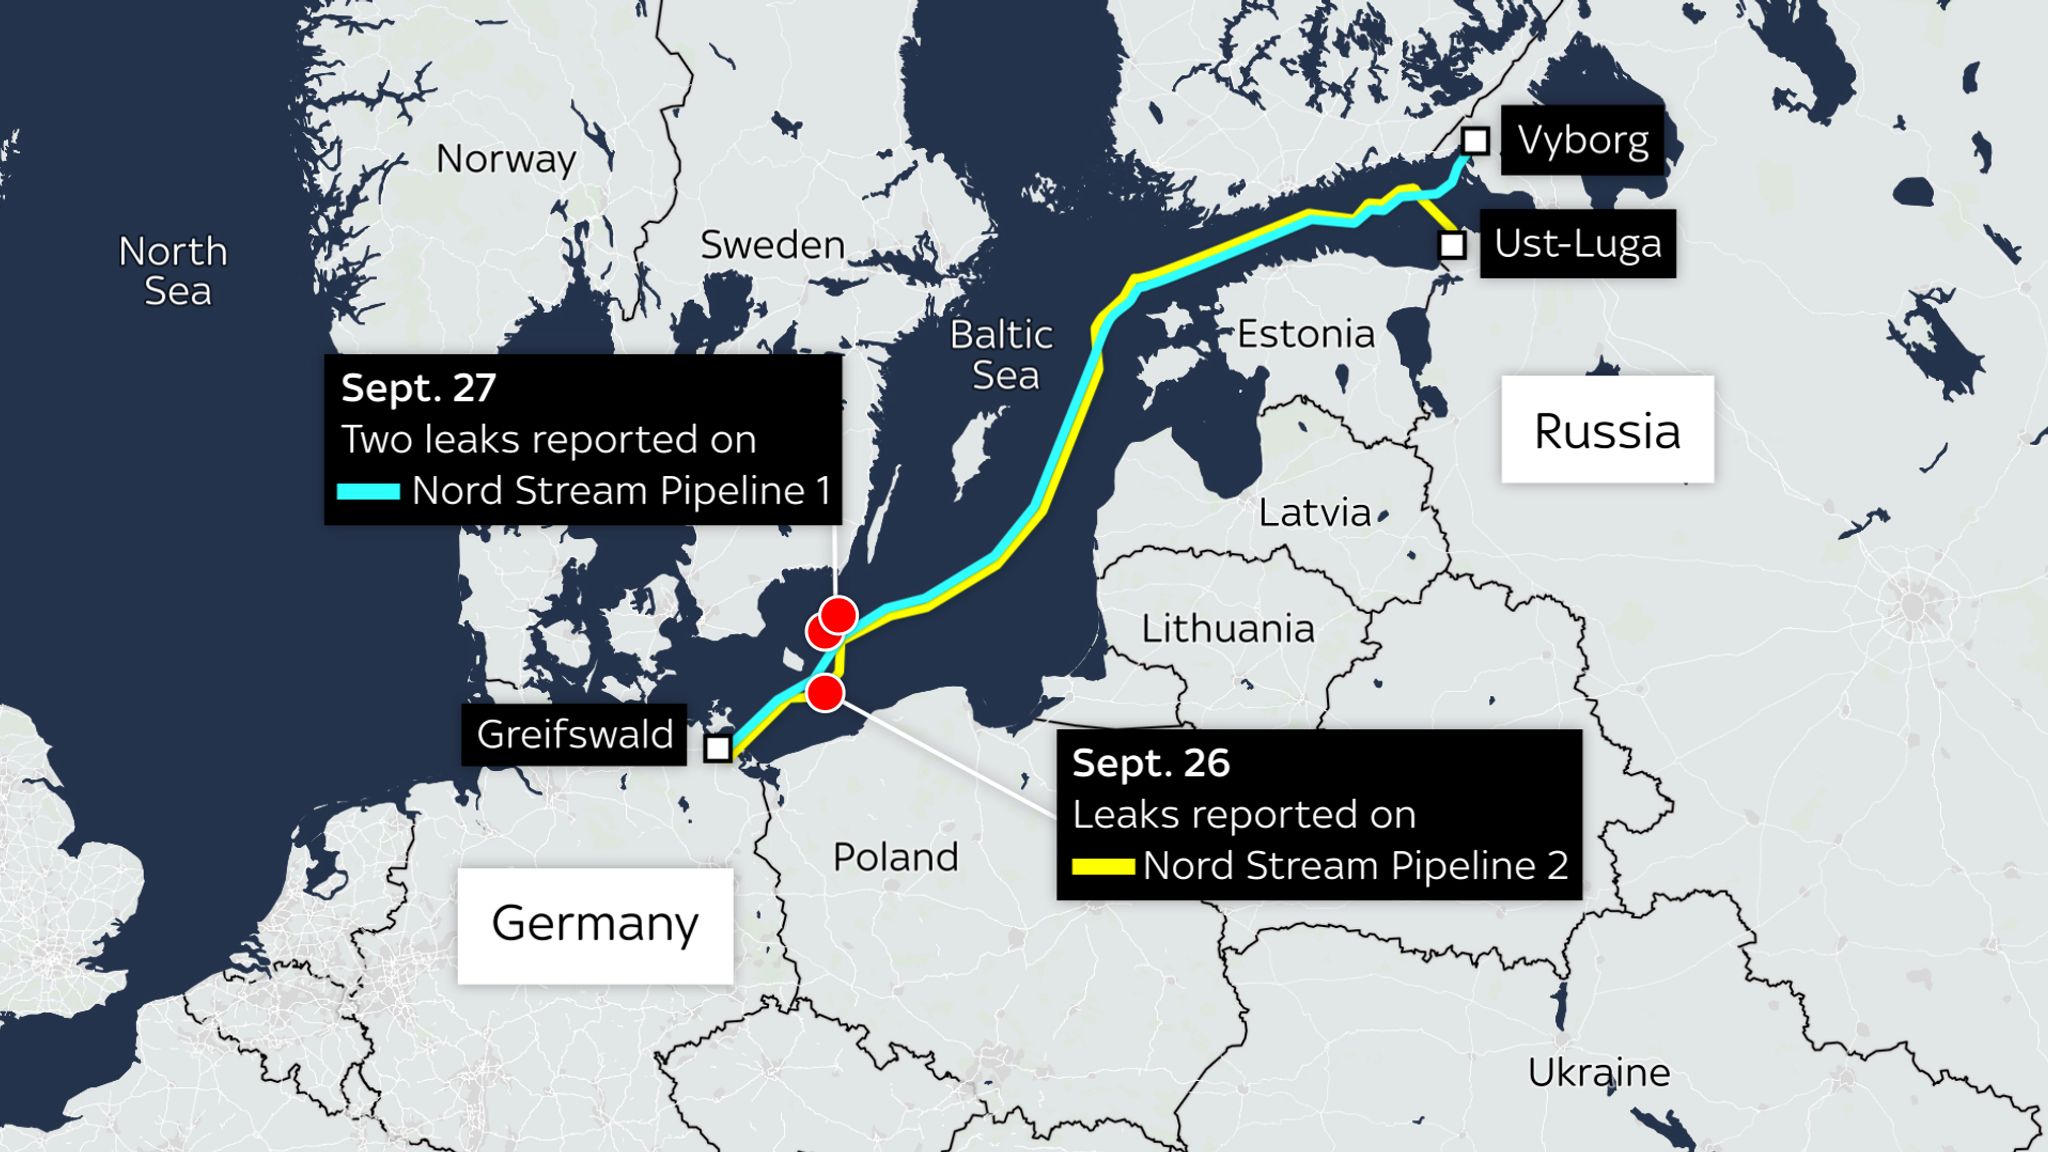 Vyborg
Norway
Ust-Luga
Sweden
North
Sea
Baltic
Sea
Estonia
Sept. 27
Two leaks reported on
Nord Stream Pipeline 1
Russia
Latvia
Lithuania
Greifswald
Sept. 26
Leaks reported on
Nord Stream Pipeline 2
Poland
Germany
Ukraine